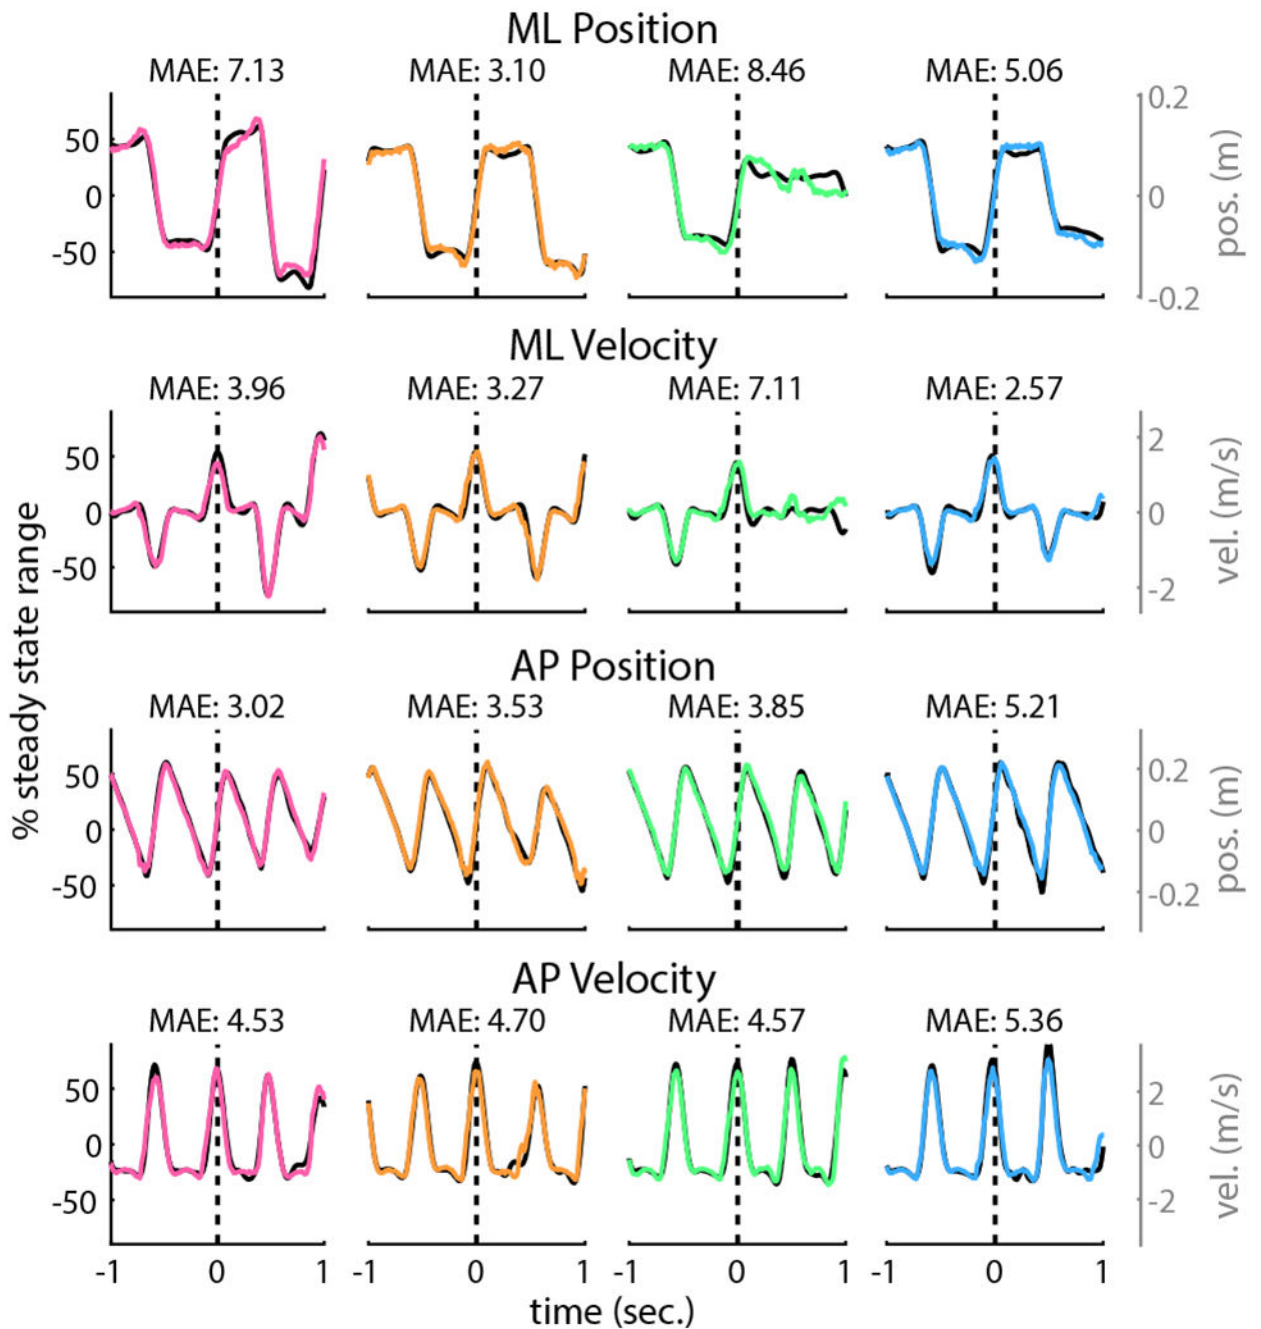 ML Position
MAE: 7.13 MAE: 3.10 MAE: 8.46 MAE: 5.06
50
0
-50
0.2
0
-0.2
pos. (m)
ML Velocity
MAE: 3.96 MAE: 3.27 MAE: 7.11 MAE: 2.57
50
0
-50
2
0
-2
vel. (m/s)
% steady state range
AP Position
MAE: 3.02 MAE: 3.53 MAE: 3.85 MAE: 5.21
50
0
-50
0.2
0
-0.2
pos. (m)
AP Velocity
MAE: 4.53 MAE: 4.70 MAE: 4.57 MAE: 5.36
50
0
-50
2
0
-2
vel. (m/s)
-1 0 1 -1 0 1 -1 0 1 -1 0 1
time (sec.)